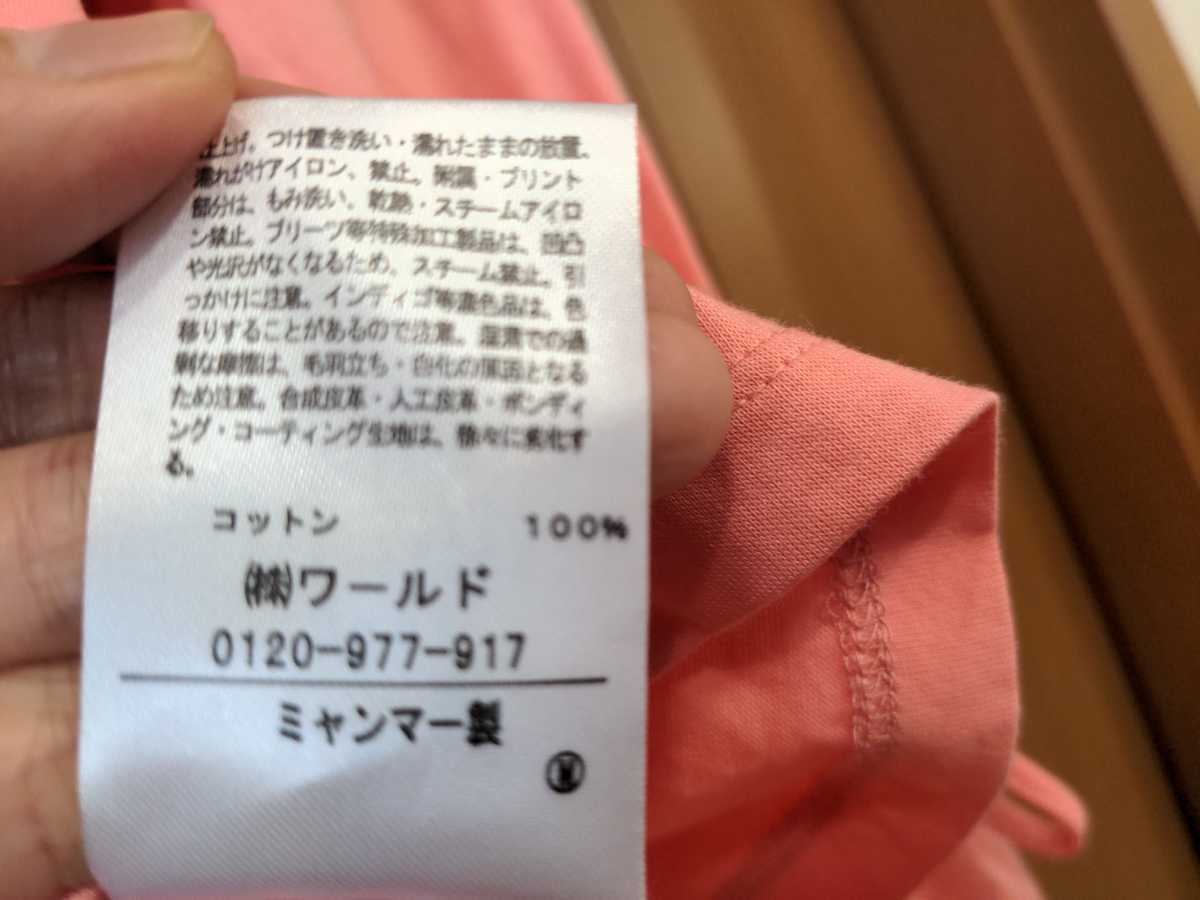 仕上げ。つけ置き洗い・濡れたままの放置、
濡れがけアイロン、禁止。附属・プリント
部分は、もみ洗い、乾熱・スチームアイロ
ン禁止。プリーツ等特殊加工製品は、凹凸
や光沢がなくなるため、スチーム禁止。引
っかけに注意。インディゴ等濃色品は、色
移りすることがあるので注意。湿潤での過
剰な摩擦は、毛羽立ち・白化の原因となる
ため注意。合成皮革・人工皮革・ボンディ
ング・コーティング生地は、徐々に劣化す
る。
コットン 100%
㈱ワールド
0120-977-917
ミャンマー製